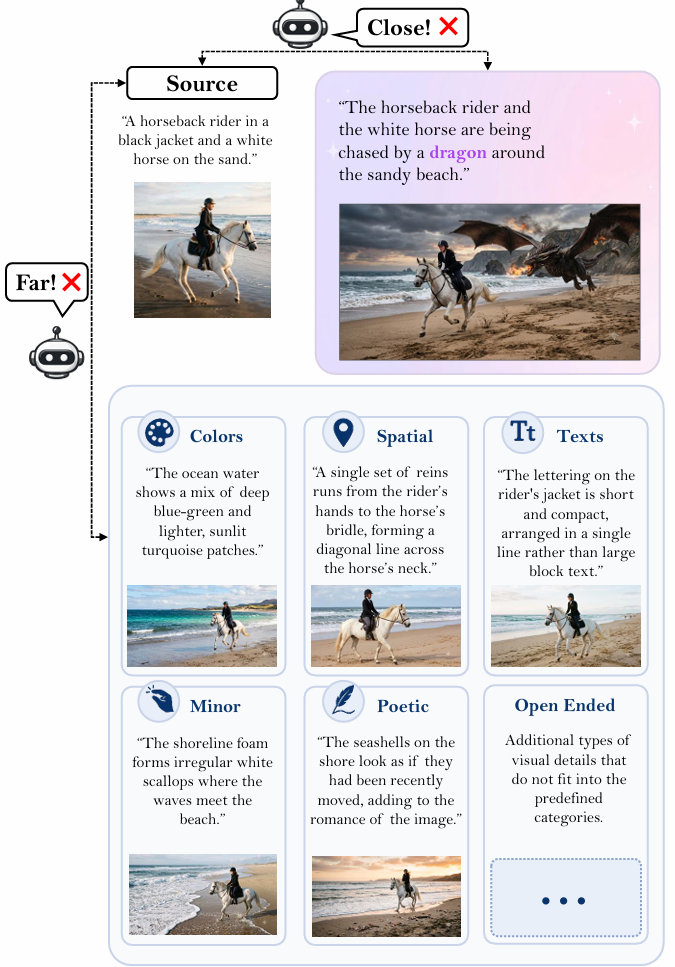 Close!
Source
“A horseback rider in a
black jacket and a white
horse on the sand.”
“The horseback rider and
the white horse are being
chased by a dragon around
the sandy beach.”
Far!
Colors
“The ocean water
shows a mix of deep
blue-green and
lighter, sunlit
turquoise patches.”
Spatial
“A single set of reins
runs from the rider's
hands to the horse's
bridle, forming a
diagonal line across
the horse's neck.”
Tt
Texts
“The lettering on the
rider's jacket is short
and compact,
arranged in a single
line rather than large
block text.”
Minor
“The shoreline foam
forms irregular white
scallops where the
waves meet the
beach.”
Poetic
“The seashells on the
shore look as if they
had been recently
moved, adding to the
romance of the image.”
Open Ended
Additional types of
visual details that
do not fit into the
predefined
categories.